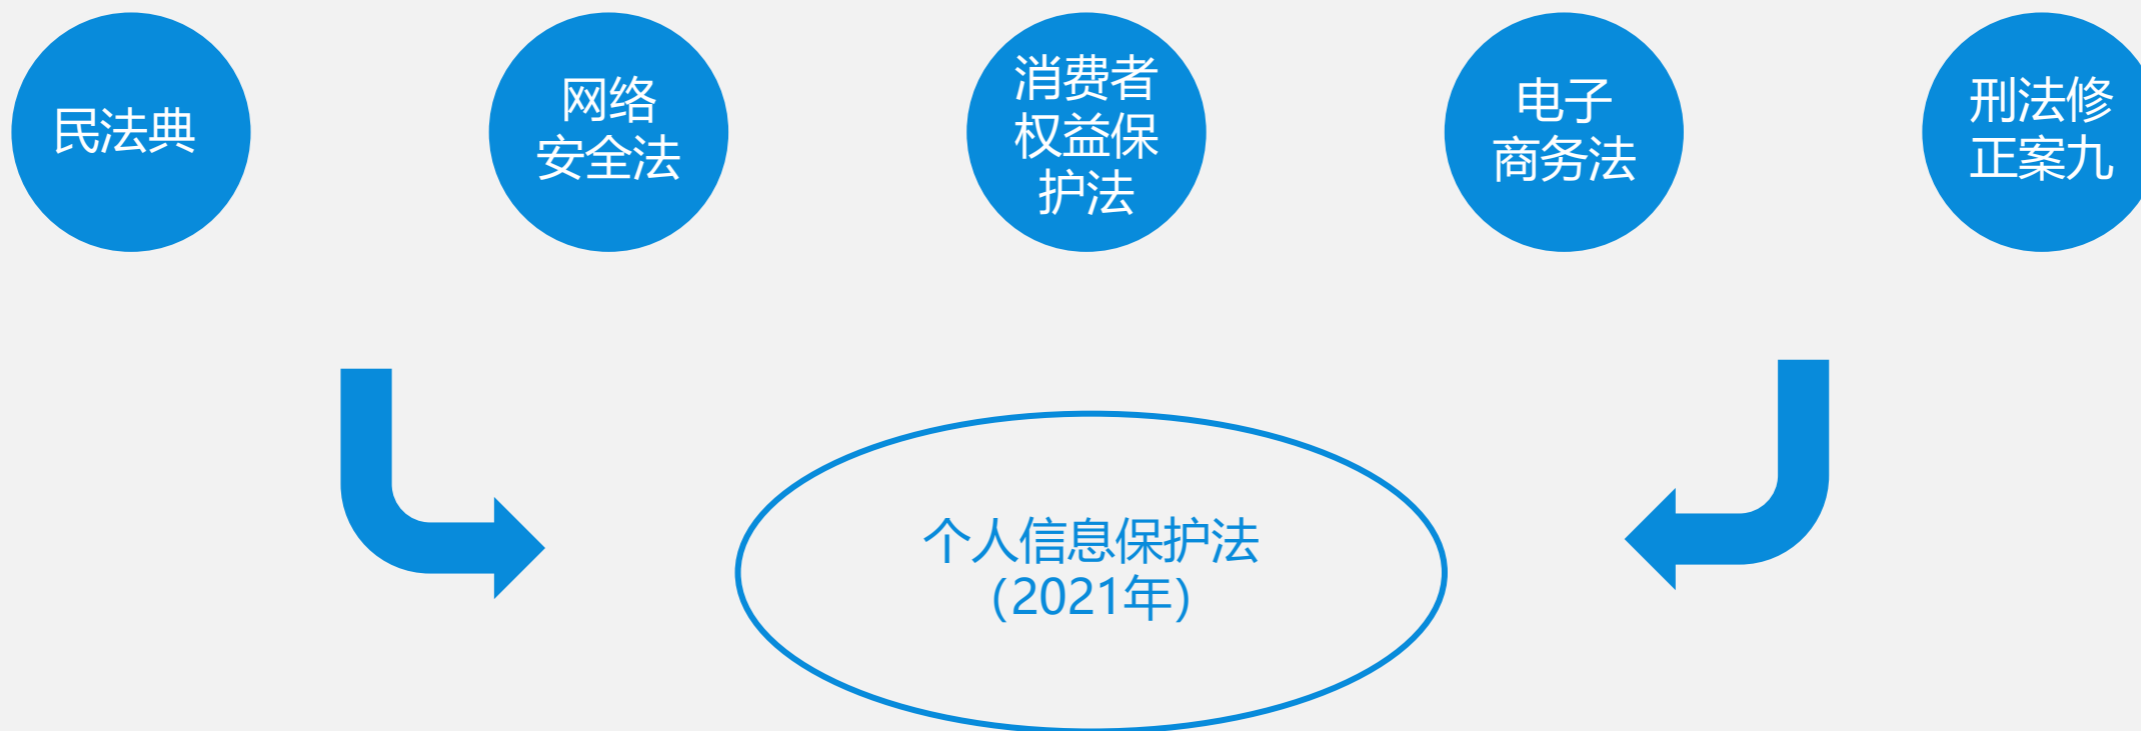 民法典
网络
安全法
消费者
权益保
护法
电子
商务法
刑法修
正案九
个人信息保护法
（2021年）